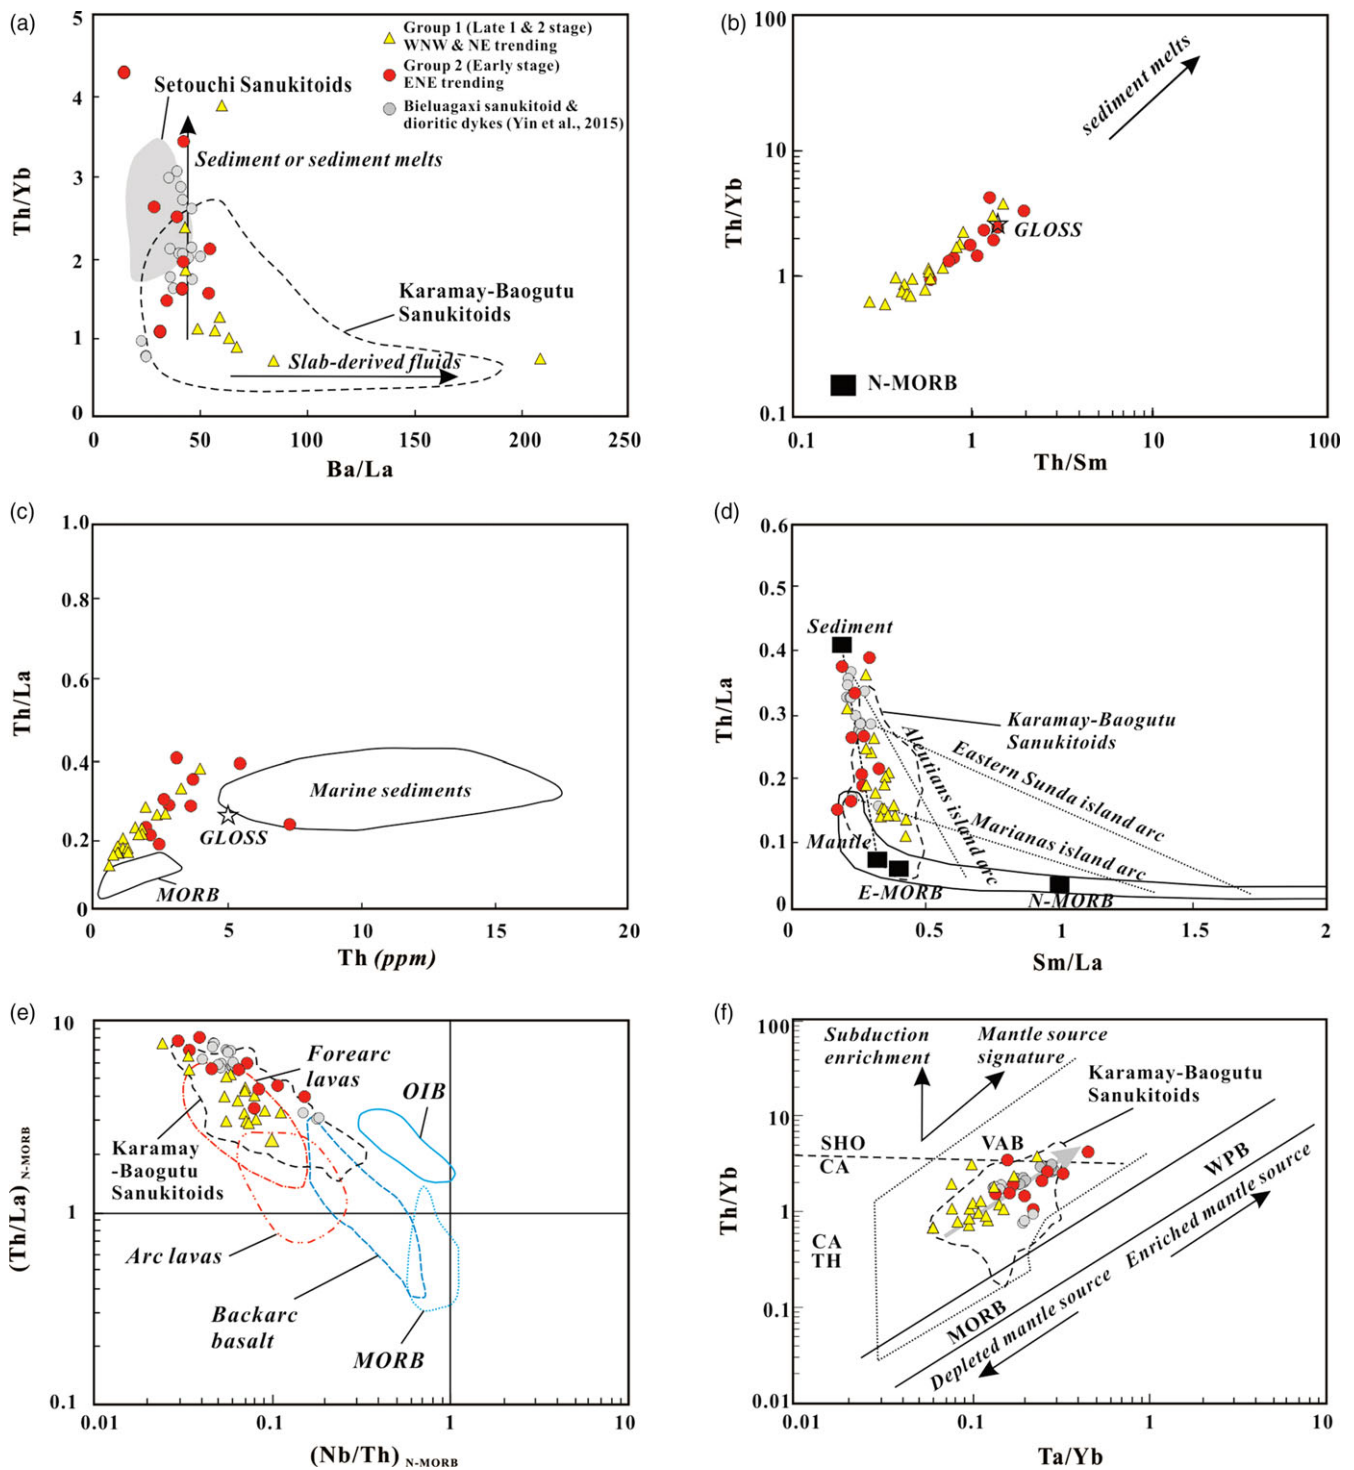 (a)
5
4
3
2
1
0
Th/Yb
Group 1 (Late 1 & 2 stage)
WNW & NE trending
Group 2 (Early stage)
ENE trending
Bieluagaxi sanukitoid &
dioritic dykes (Yin et al., 2015)
Setouchi Sanukitoids
Sediment or sediment melts
Karamay-Baogutu
Sanukitoids
Slab-derived fluids
0 50 100 150 200 250
Ba/La
(b)
100
10
1
0.1
Th/Yb
sediment melts
GLOSS
N-MORB
0.1 1 10 100
Th/Sm
(c)
1.0
0.8
0.6
0.4
0.2
0
Th/La
Marine sediments
GLOSS
MORB
0 5 10 15 20
Th (ppm)
(d)
0.6
0.5
0.4
0.3
0.2
0.1
0
Th/La
Sediment
Karamay-Baogutu
Sanukitoids
Aleutians island arc
Eastern Sunda island arc
Marianas island arc
Mantle
E-MORB
N-MORB
0 0.5 1 1.5 2
Sm/La
(e)
10
1
0.1
(Th/La) N-MORB
Forearc
lavas
OIB
Karamay
-Baogutu
Sanukitoids
Arc lavas
Backarc
basalt
MORB
0.01 0.1 1 10
(Nb/Th) N-MORB
(f)
100
10
1
0.1
0.01
Th/Yb
Subduction
enrichment
Mantle source
signature
Karamay-Baogutu
Sanukitoids
SHO
CA
VAB
WPB
CA
TH
MORB
Enriched mantle source
Depleted mantle source
0.01 0.1 1 10
Ta/Yb